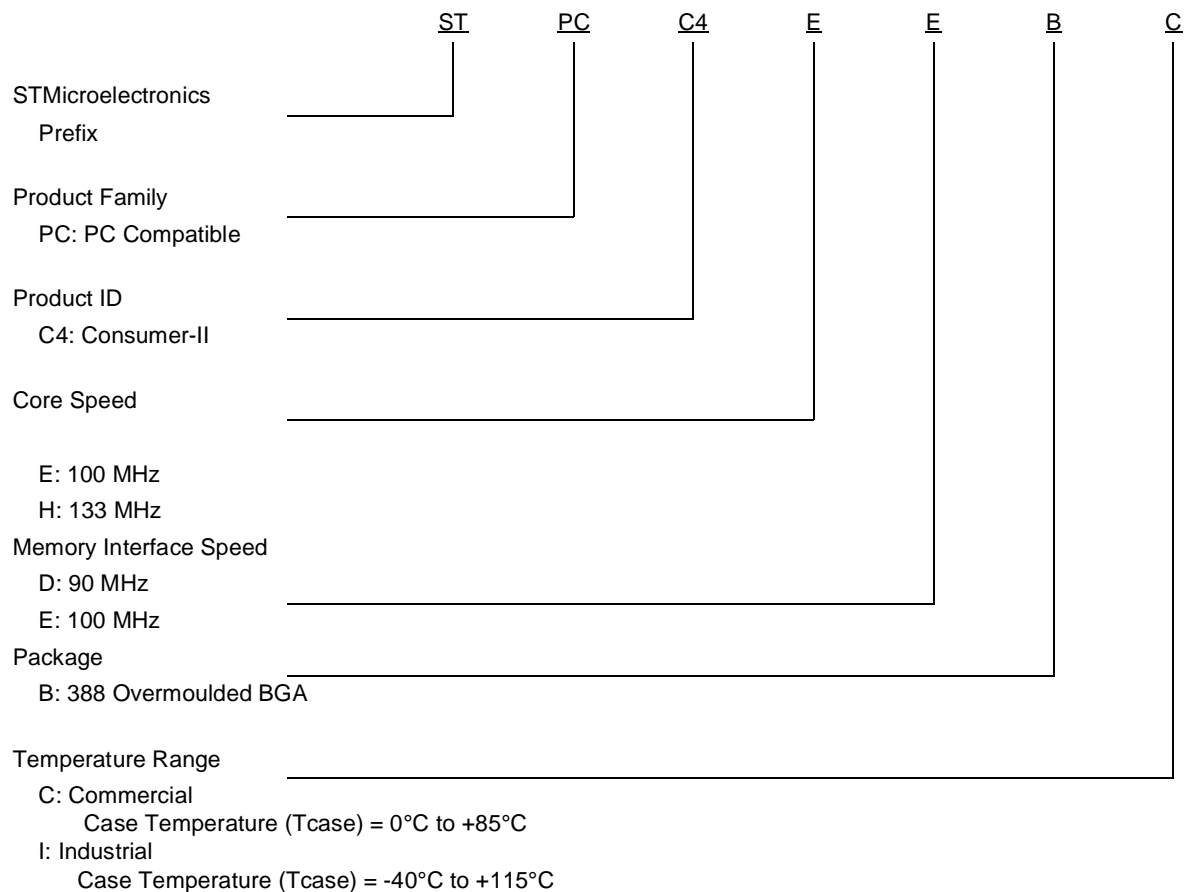 ST PC C4 E E B C
STMicroelectronics
Prefix
Product Family
PC: PC Compatible
Product ID
C4: Consumer-II
Core Speed
E: 100 MHz
H: 133 MHz
Memory Interface Speed
D: 90 MHz
E: 100 MHz
Package
B: 388 Overmoulded BGA
Temperature Range
C: Commercial
Case Temperature (Tcase) = 0°C to +85°C
I: Industrial
Case Temperature (Tcase) = -40°C to +115°C